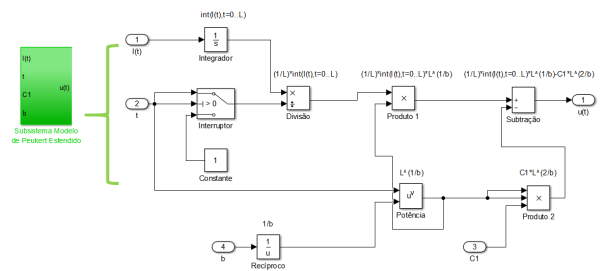 int(I(t),t=0..L)
1
I(t)
1
s
Integrador
I(t)
t
C1
b
u(t)
Subsistema Modelo
de Peukert Estendido
(1/L)*int(I(t),t=0..L)
×
÷
Divisão
(1/L)*int(I(t),t=0..L)*L^(1/b)
×
Produto 1
(1/L)*int(I(t),t=0..L)*L^(1/b)-C1*L^(2/b)
+
−
Subtração
1
u(t)
2
t
> 0
Interruptor
1
Constante
L^(1/b)
u^v
Potência
C1*L^(2/b)
×
Produto 2
1/b
4
b
1
u
Recíproco
3
C1